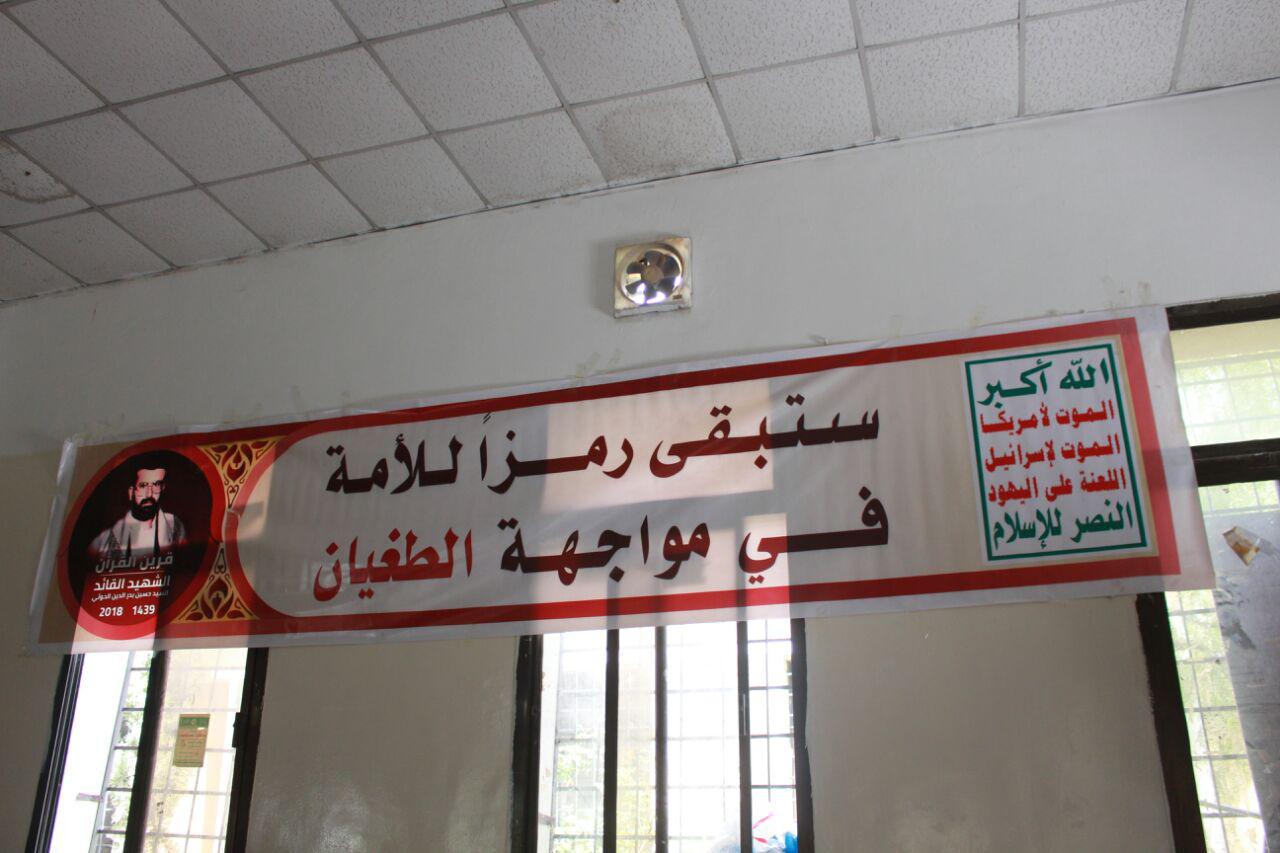 ستبقى رمزاً للأمة
في مواجهة الطغيان
الله أكبر
الموت لأمريكا
الموت لإسرائيل
اللعنة على اليهود
النصر للإسلام
قرين القرآن
الشهيد القائد
السيد حسين بدر الدين الحوثي
2018 1439